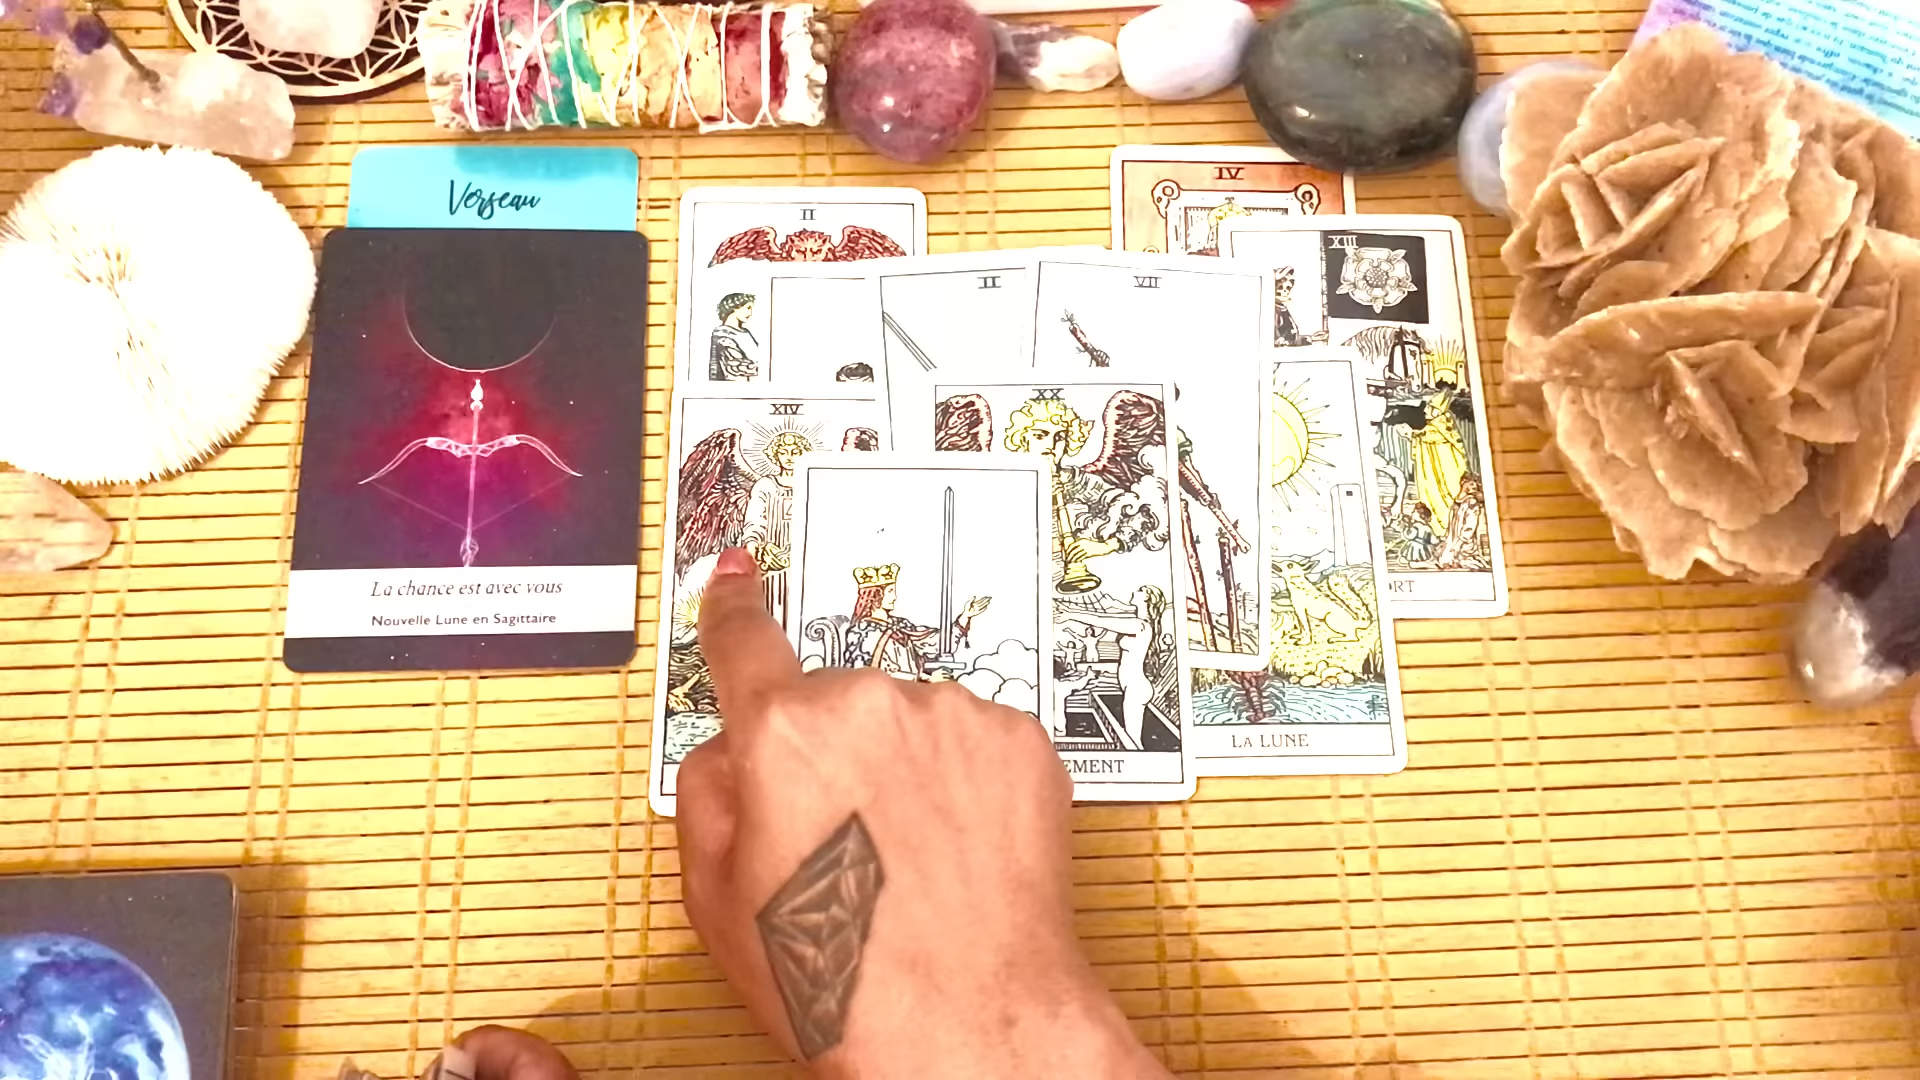 Verseau
La chance est avec vous
Nouvelle Lune en Sagittaire
II
IV
XIII
II
VII
XIV
XX
ORT
LA LUNE
EMENT